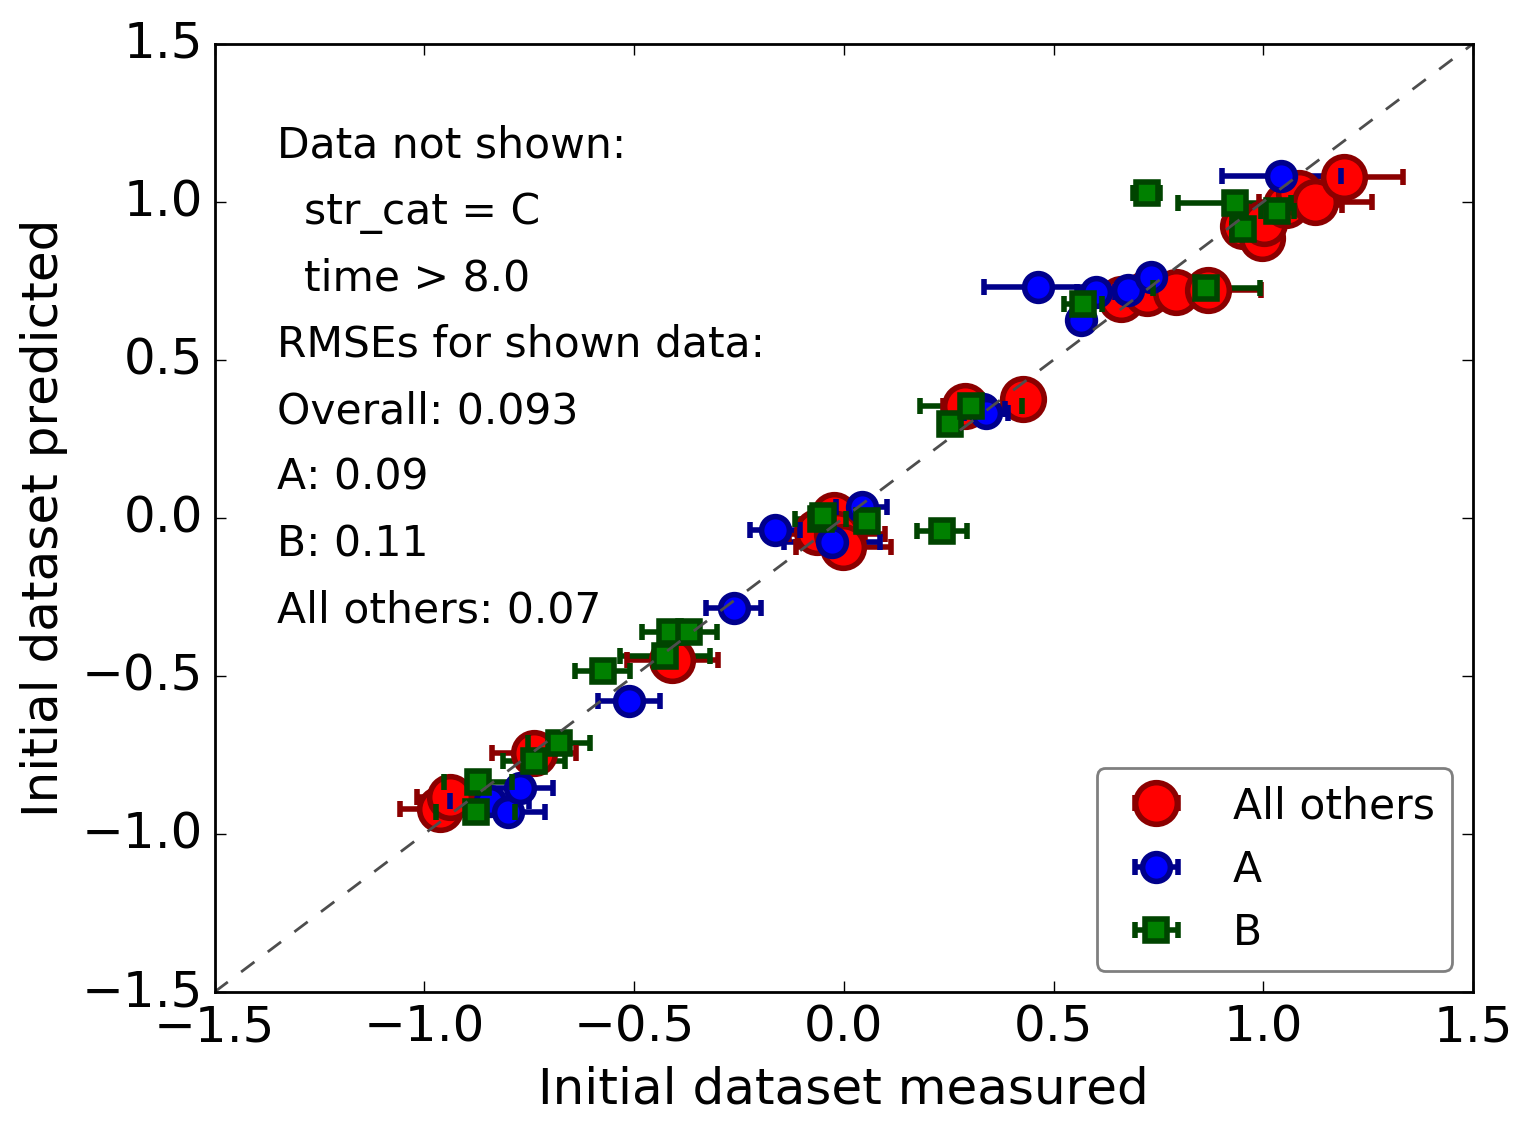 1.5
1.0
0.5
0.0
−0.5
−1.0
−1.5
Initial dataset predicted
Data not shown:
str_cat = C
time > 8.0
RMSEs for shown data:
Overall: 0.093
A: 0.09
B: 0.11
All others: 0.07
All others
A
B
−1.5 −1.0 −0.5 0.0 0.5 1.0 1.5
Initial dataset measured